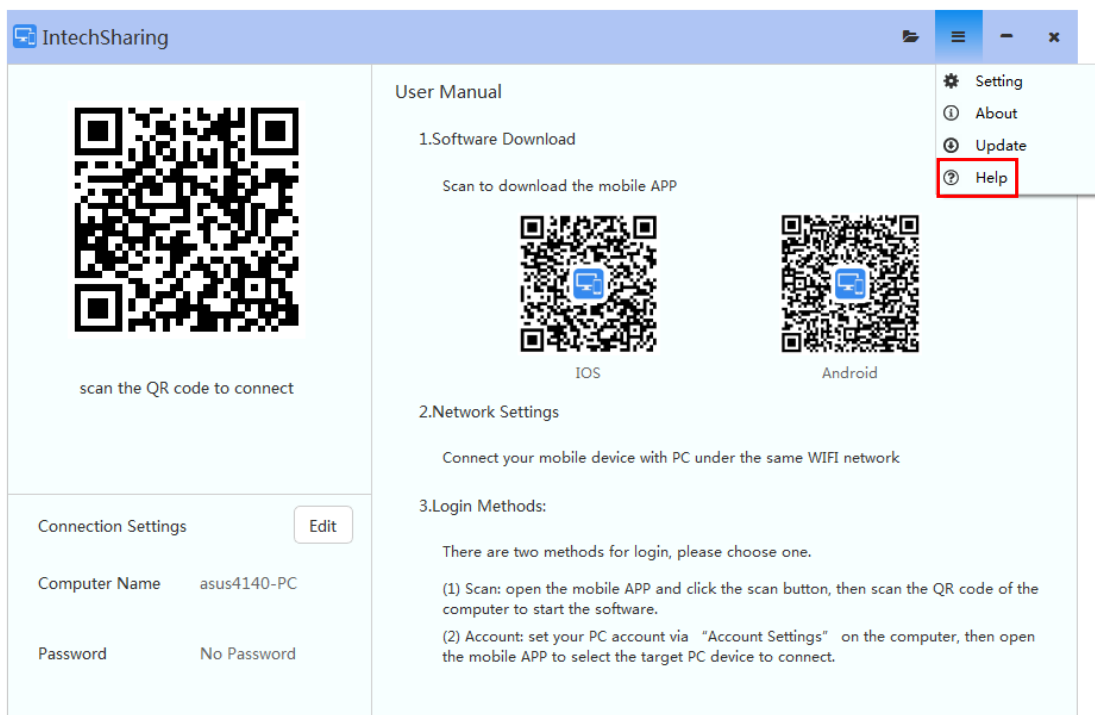 IntechSharing
Setting
About
Update
Help
scan the QR code to connect
Connection Settings
Edit
Computer Name asus4140-PC
Password No Password
User Manual
1.Software Download
Scan to download the mobile APP
IOS
Android
2.Network Settings
Connect your mobile device with PC under the same WIFI network
3.Login Methods:
There are two methods for login, please choose one.
(1) Scan: open the mobile APP and click the scan button, then scan the QR code of the
computer to start the software.
(2) Account: set your PC account via “Account Settings” on the computer, then open
the mobile APP to select the target PC device to connect.